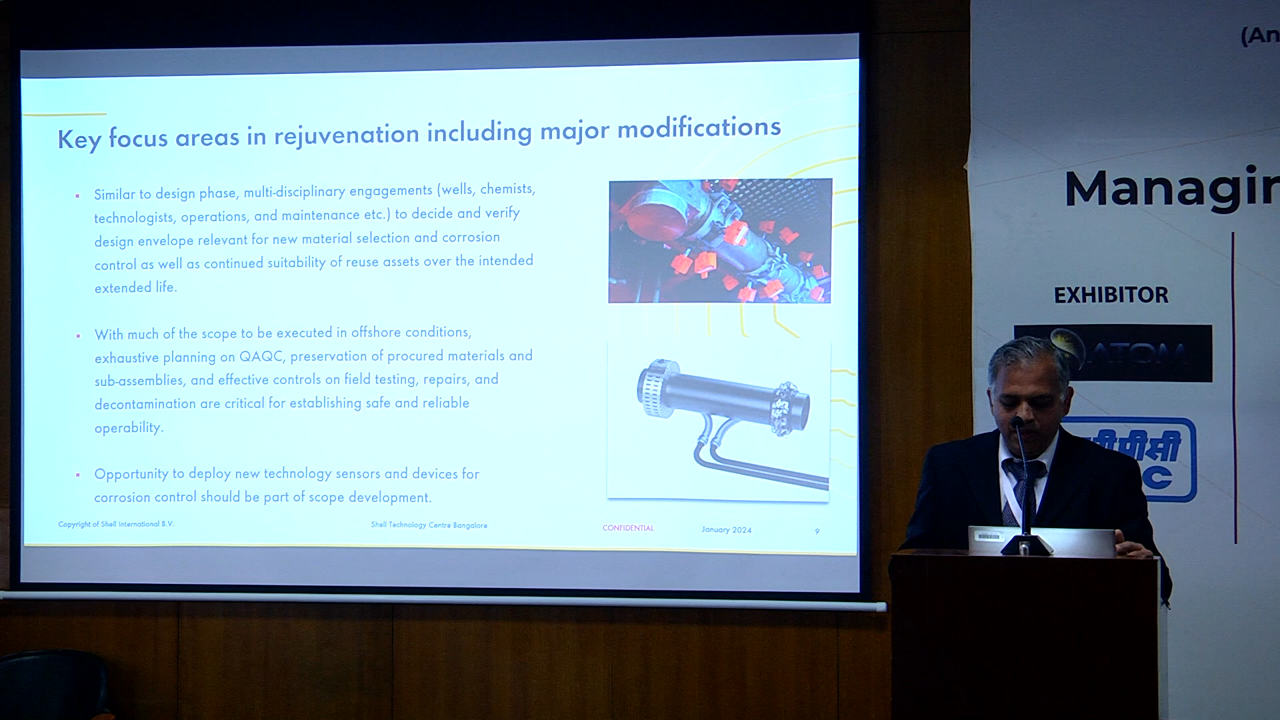 Key focus areas in rejuvenation including major modifications
Similar to design phase, multi-disciplinary engagements (wells, chemists,
technologists, operations, and maintenance etc.) to decide and verify
design envelope relevant for new material selection and corrosion
control as well as continued suitability of reuse assets over the intended
extended life.
With much of the scope to be executed in offshore conditions,
exhaustive planning on QAQC, preservation of procured materials and
sub-assemblies, and effective controls on field testing, repairs, and
decontamination are critical for establishing safe and reliable
operability.
Opportunity to deploy new technology sensors and devices for
corrosion control should be part of scope development.
Copyright of Shell International B.V.
Shell Technology Centre Bangalore
CONFIDENTIAL
January 2024
9
(An
Managin
EXHIBITOR
ATOM
पीसी
C